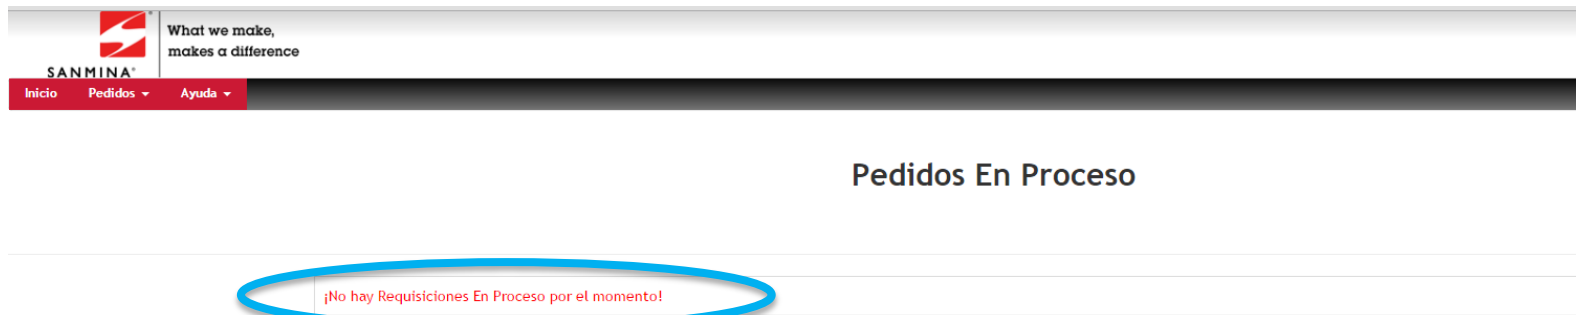 What we make,
makes a difference
SANMINA®
Inicio Pedidos Ayuda
Pedidos En Proceso
¡No hay Requisiciones En Proceso por el momento!